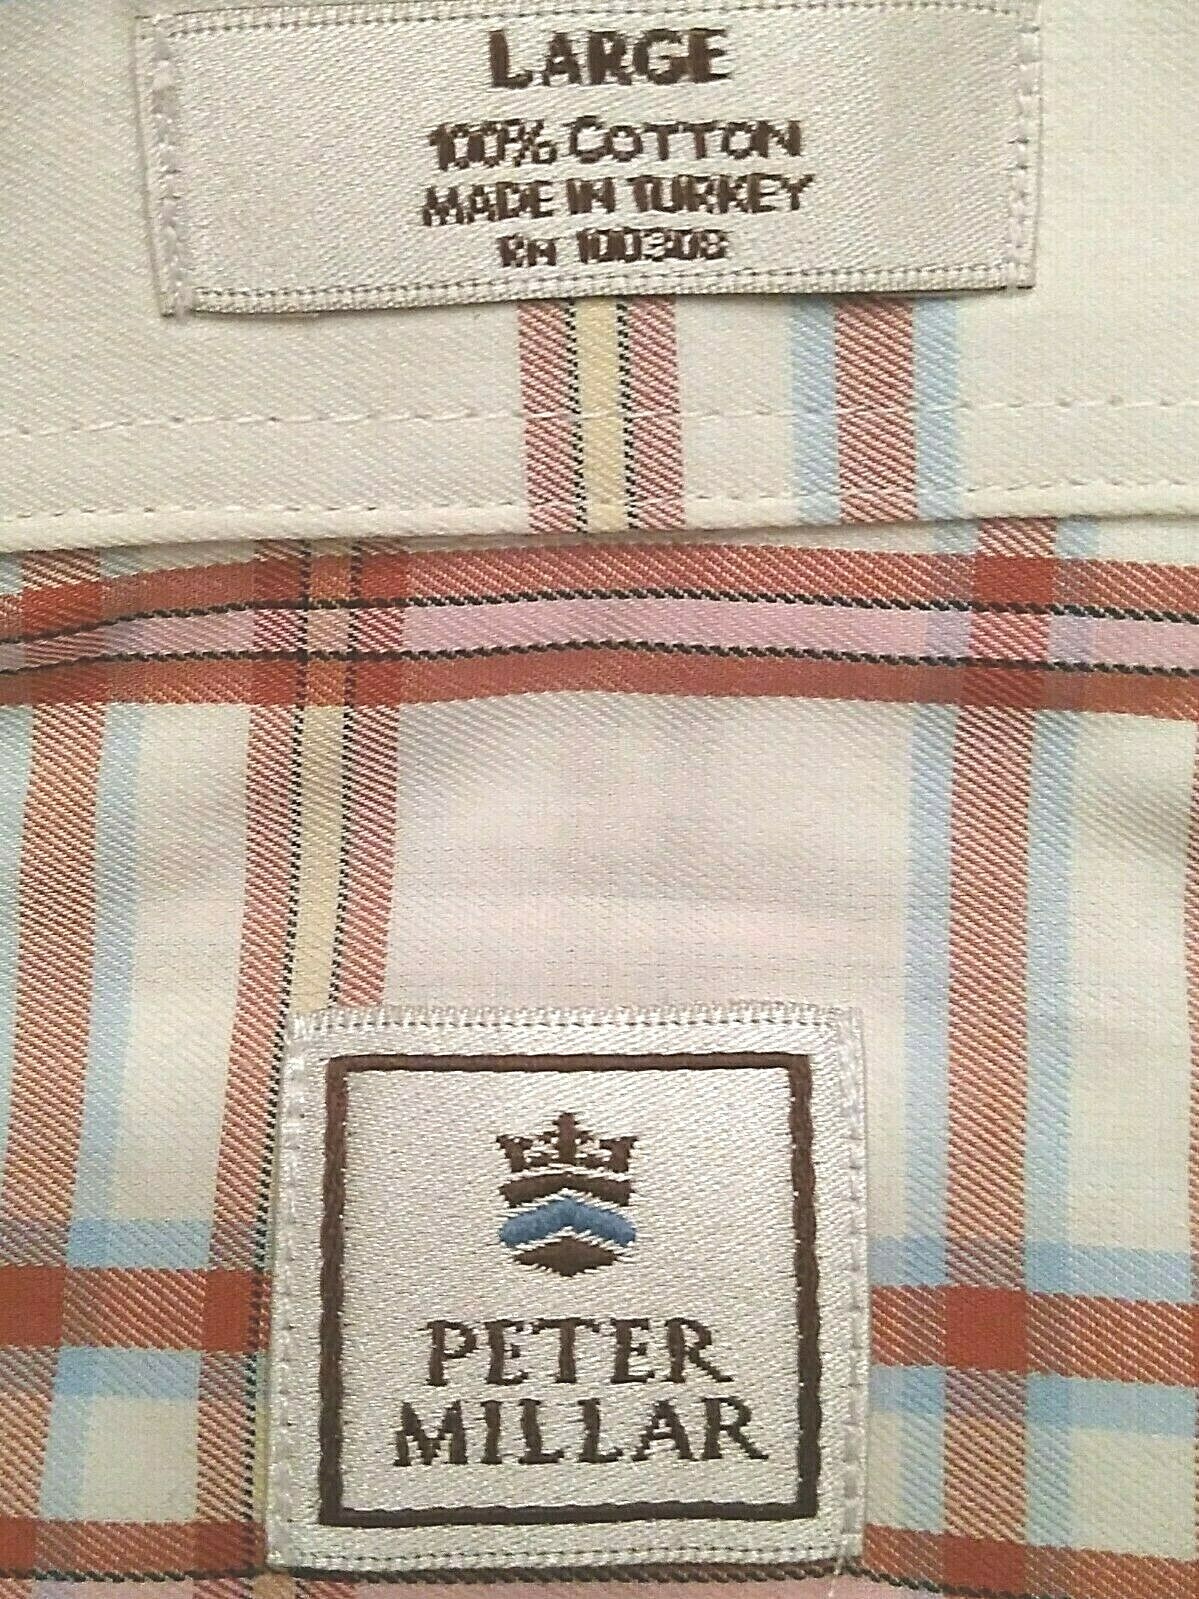 LARGE
100% COTTON
MADE IN TURKEY
RN 100308
PETER
MILLAR